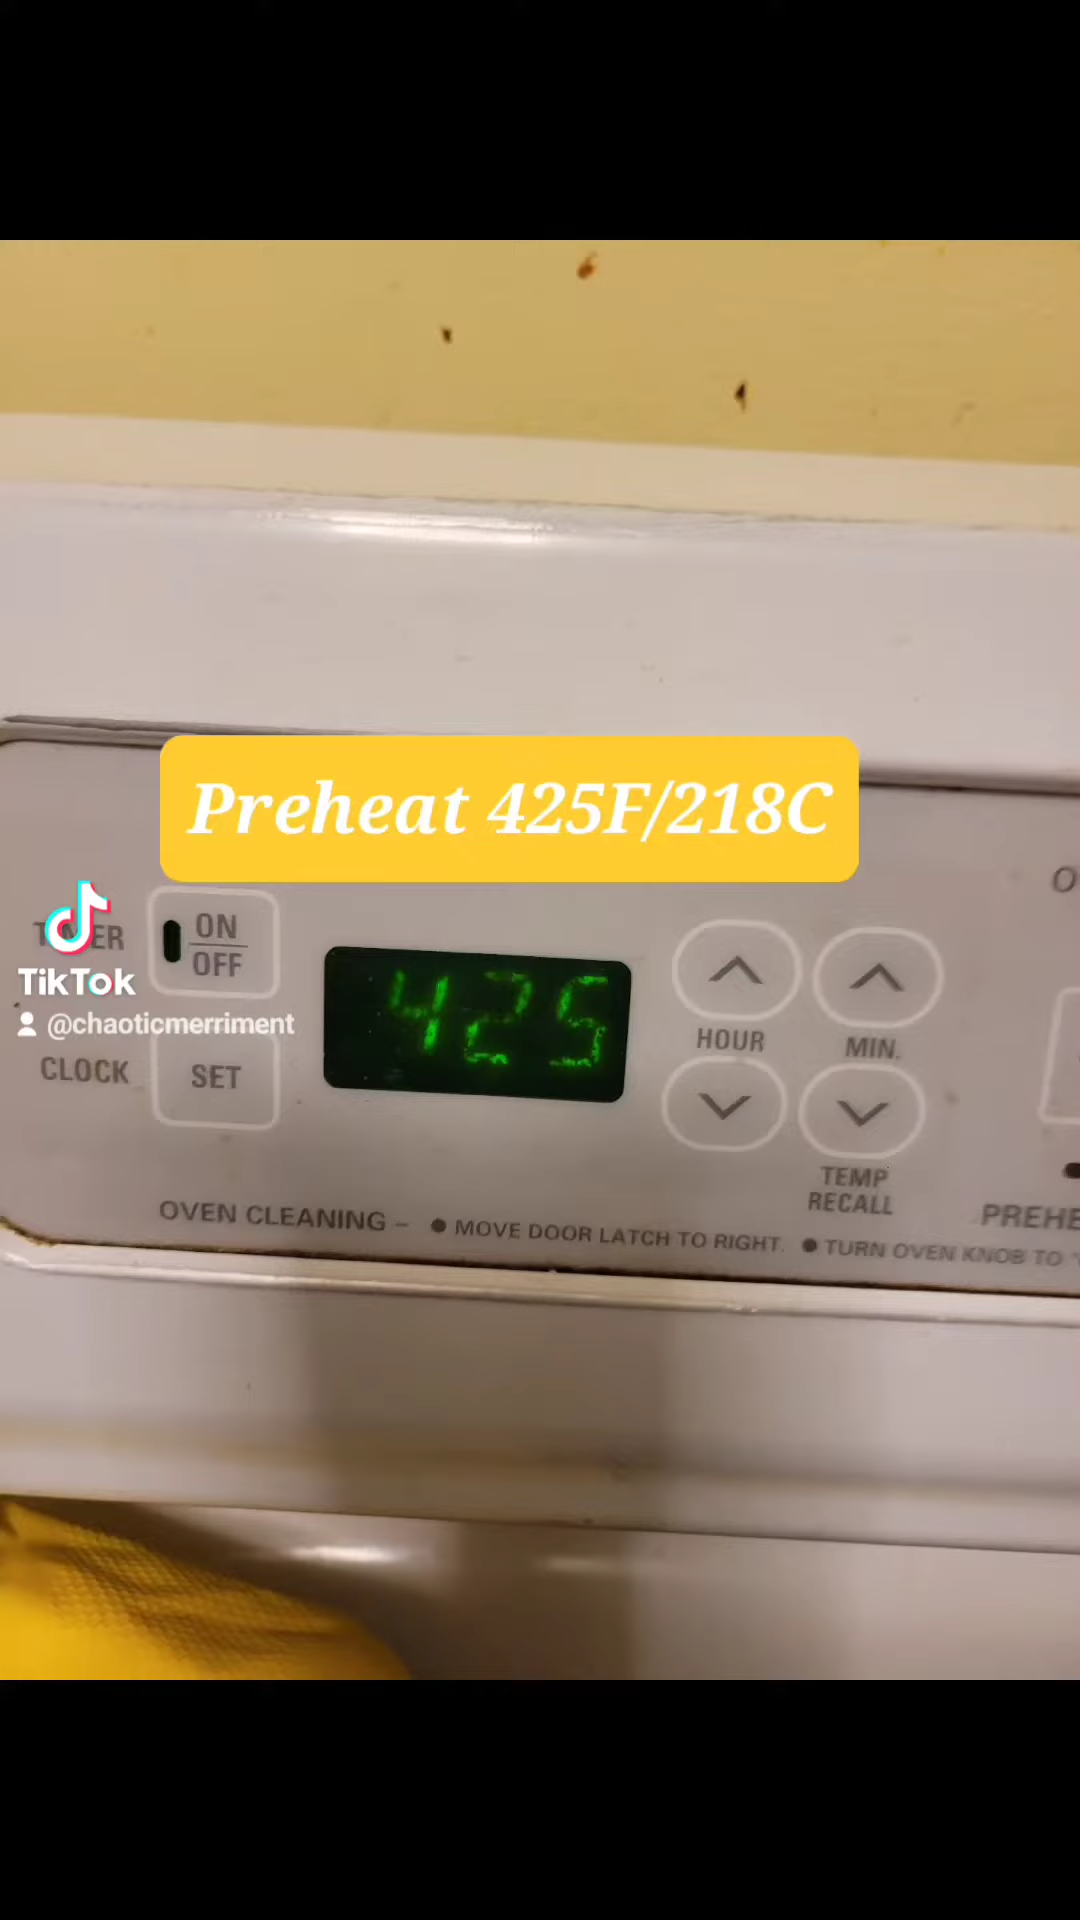 Preheat 425F/218C
TIMER
ON
OFF
TikTok
@chaoticmerriment
CLOCK
SET
425
HOUR
MIN.
TEMP
RECALL
OVEN CLEANING – ● MOVE DOOR LATCH TO RIGHT. ● TURN OVEN KNOB TO